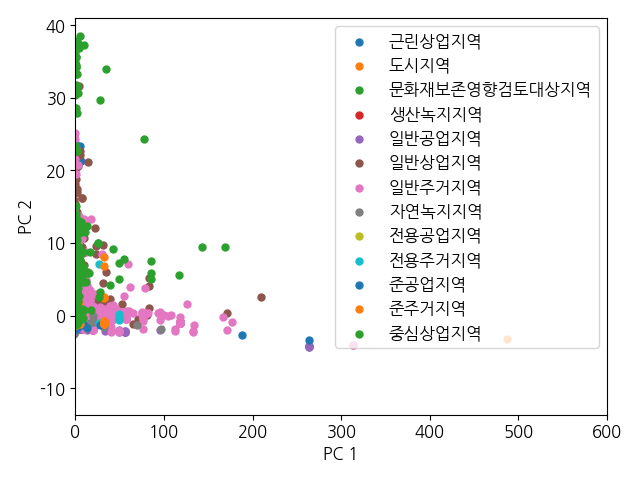 근린상업지역
도시지역
문화재보존영향검토대상지역
생산녹지지역
일반공업지역
일반상업지역
일반주거지역
자연녹지지역
전용공업지역
전용주거지역
준공업지역
준주거지역
중심상업지역
40
30
20
10
0
-10
PC 2
0 100 200 300 400 500 600
PC 1